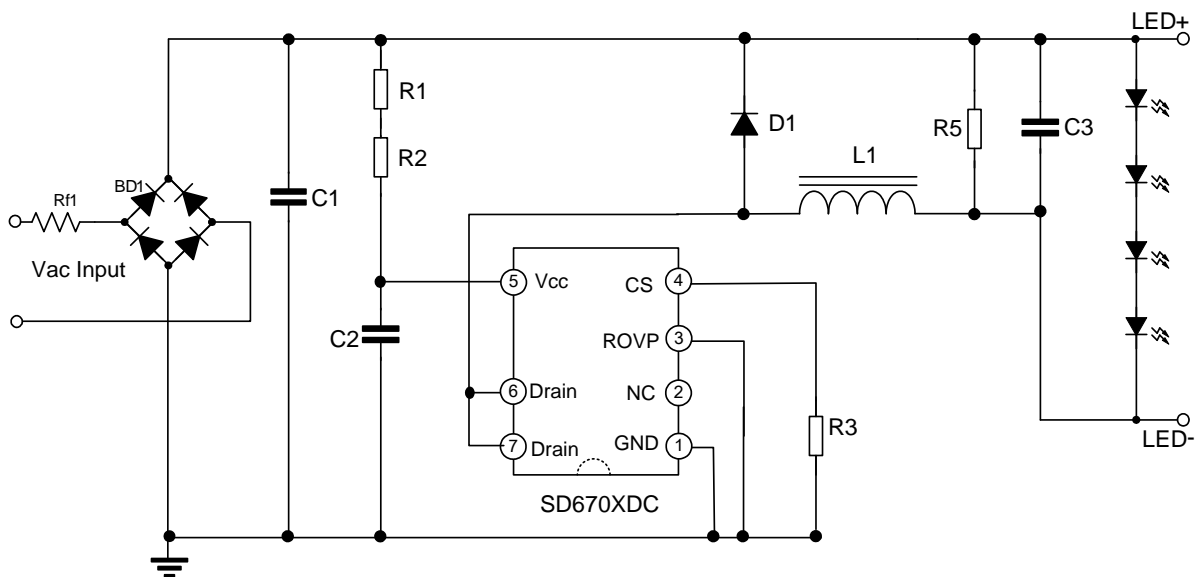 LED+
R1
D1
R5
C3
R2
L1
BD1
Rf1
C1
Vac Input
5
Vcc
CS
4
C2
ROVP
3
6
Drain
NC
2
R3
7
Drain
GND
1
LED-
SD670XDC